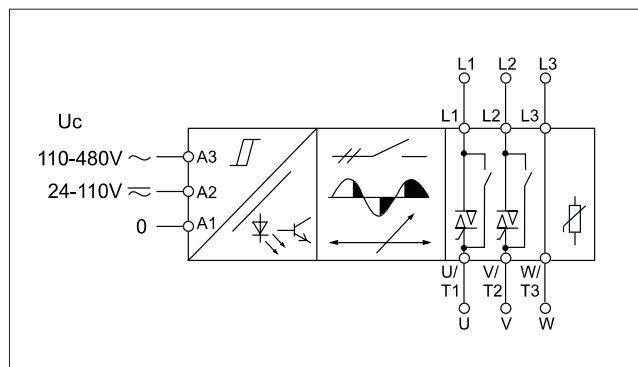 L1 L2 L3
L1 L2 L3
Uc
110-480V ~ A3
24-110V ≂ A2
0 A1
U/ V/ W/
T1 T2 T3
U V W